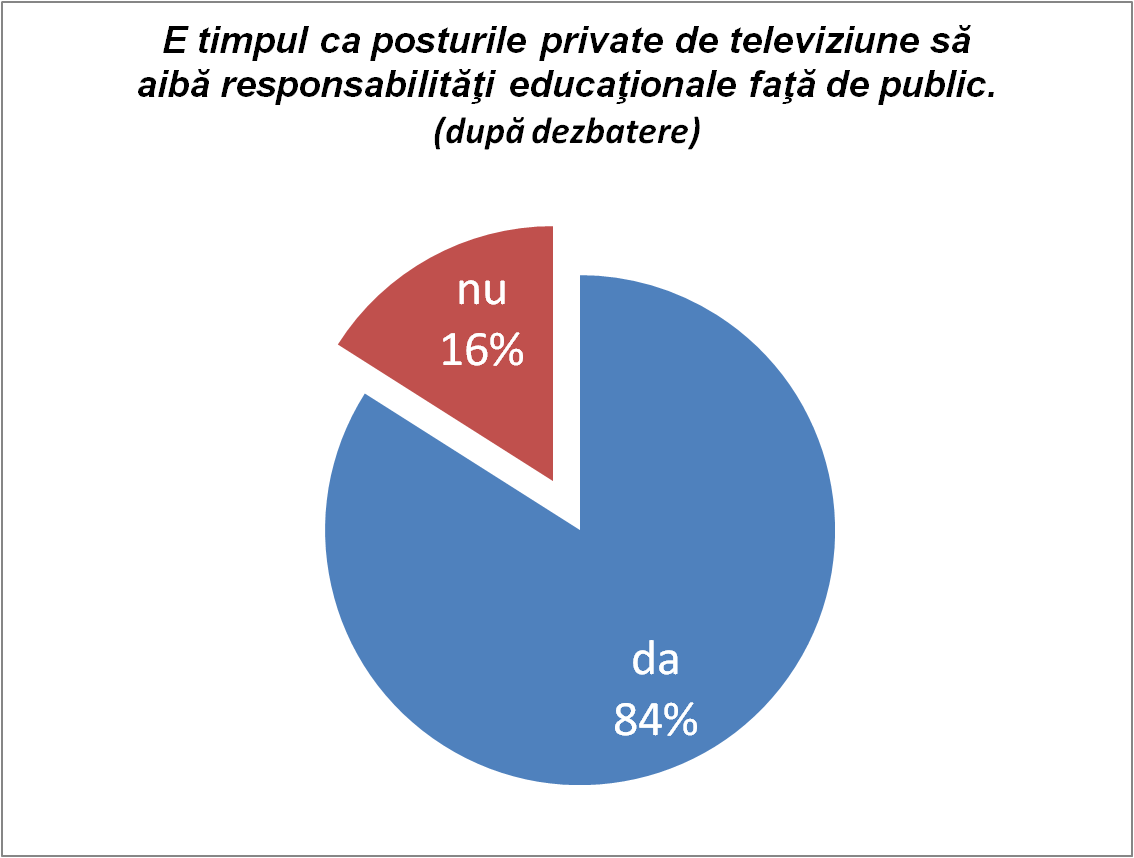 E timpul ca posturile private de televiziune să
aibă responsabilităţi educaţionale faţă de public.
(după dezbatere)
nu
16%
da
84%